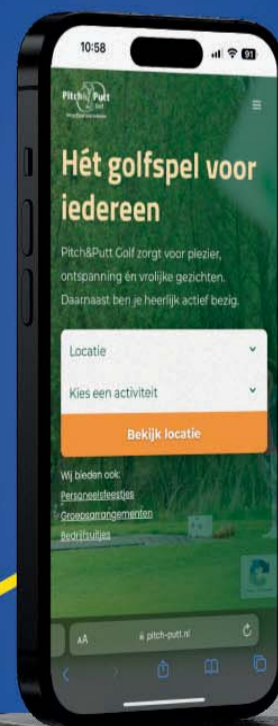 10:58
91
Pitch & Putt
Golf
Hét golfspel voor
iedereen
Pitch&Putt Golf zorgt voor plezier,
ontspanning én vrolijke gezichten.
Daarnaast ben je heerlijk actief bezig.
Locatie
Kies een activiteit
Bekijk locatie
Wij bieden ook:
Personeelsfeestjes
Groepsarrangementen
Bedrijfsuitjes
AA
pitch-putt.nl